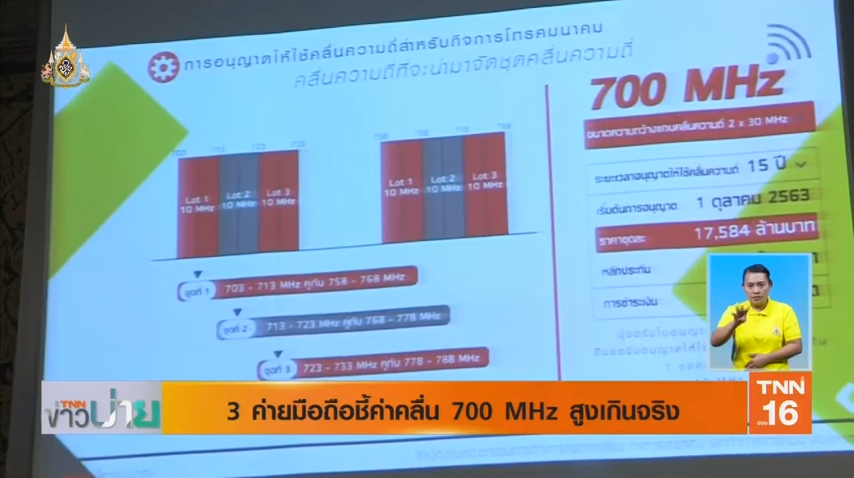 การอนุญาตให้ใช้คลื่นความถี่สำหรับกิจการโทรคมนาคม
คลื่นความถี่ที่จะนำมาจัดชุดคลื่นความถี่
700 MHz
ขนาดความกว้างแถบคลื่นความถี่ 2 x 30 MHz
ระยะเวลาอนุญาตให้ใช้คลื่นความถี่ 15 ปี
เริ่มต้นการอนุญาต 1 ตุลาคม 2563
ราคาชุดละ 17,584 ล้านบาท
หลักประกัน
การชำระเงิน
703 713 723 733
758 768 778 788
Lot 1 10 MHz Lot 2 10 MHz Lot 3 10 MHz
Lot 1 10 MHz Lot 2 10 MHz Lot 3 10 MHz
ชุดที่ 1 703 - 713 MHz คู่กับ 758 - 768 MHz
ชุดที่ 2 713 - 723 MHz คู่กับ 768 - 778 MHz
ชุดที่ 3 723 - 733 MHz คู่กับ 778 - 788 MHz
TNN
ข่าวบ่าย
3 ค่ายมือถือชี้ค่าคลื่น 700 MHz สูงเกินจริง
TNN
ช่อง 16